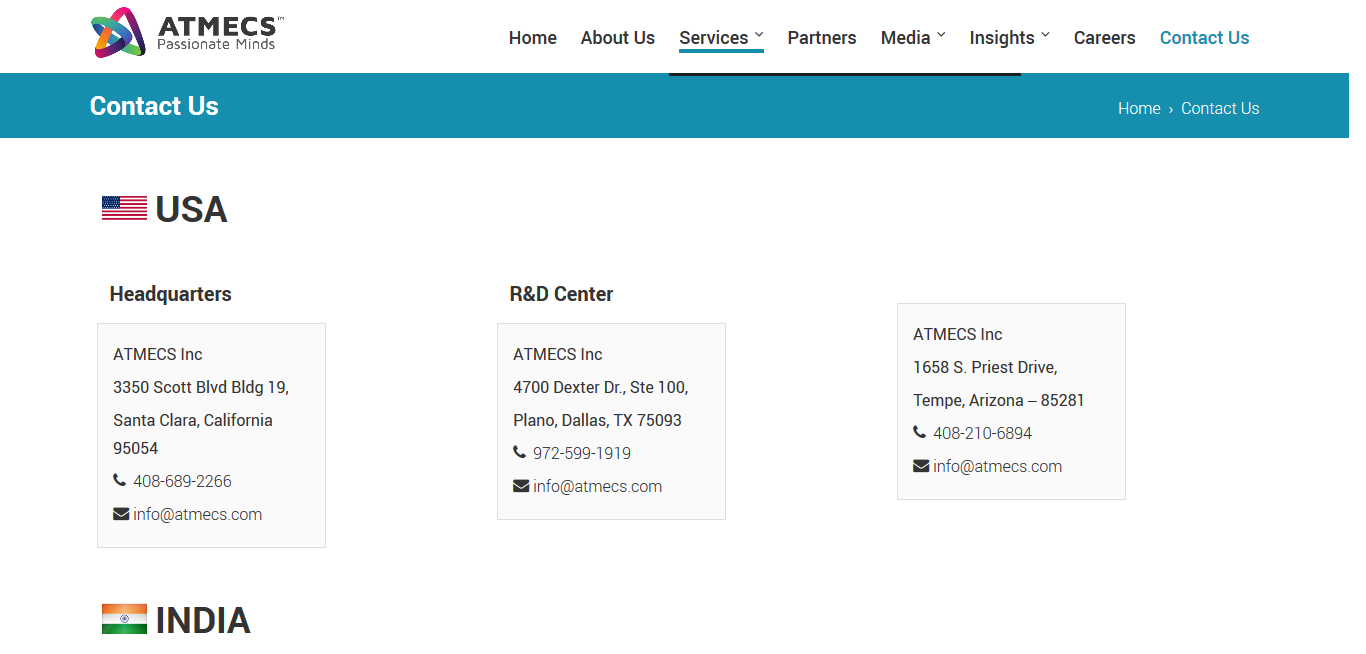 ATMECS™
Passionate Minds
Home About Us Services Partners Media Insights Careers Contact Us
Contact Us
Home › Contact Us
USA
Headquarters
ATMECS Inc
3350 Scott Blvd Bldg 19,
Santa Clara, California
95054
408-689-2266
info@atmecs.com
R&D Center
ATMECS Inc
4700 Dexter Dr., Ste 100,
Plano, Dallas, TX 75093
972-599-1919
info@atmecs.com
ATMECS Inc
1658 S. Priest Drive,
Tempe, Arizona – 85281
408-210-6894
info@atmecs.com
INDIA